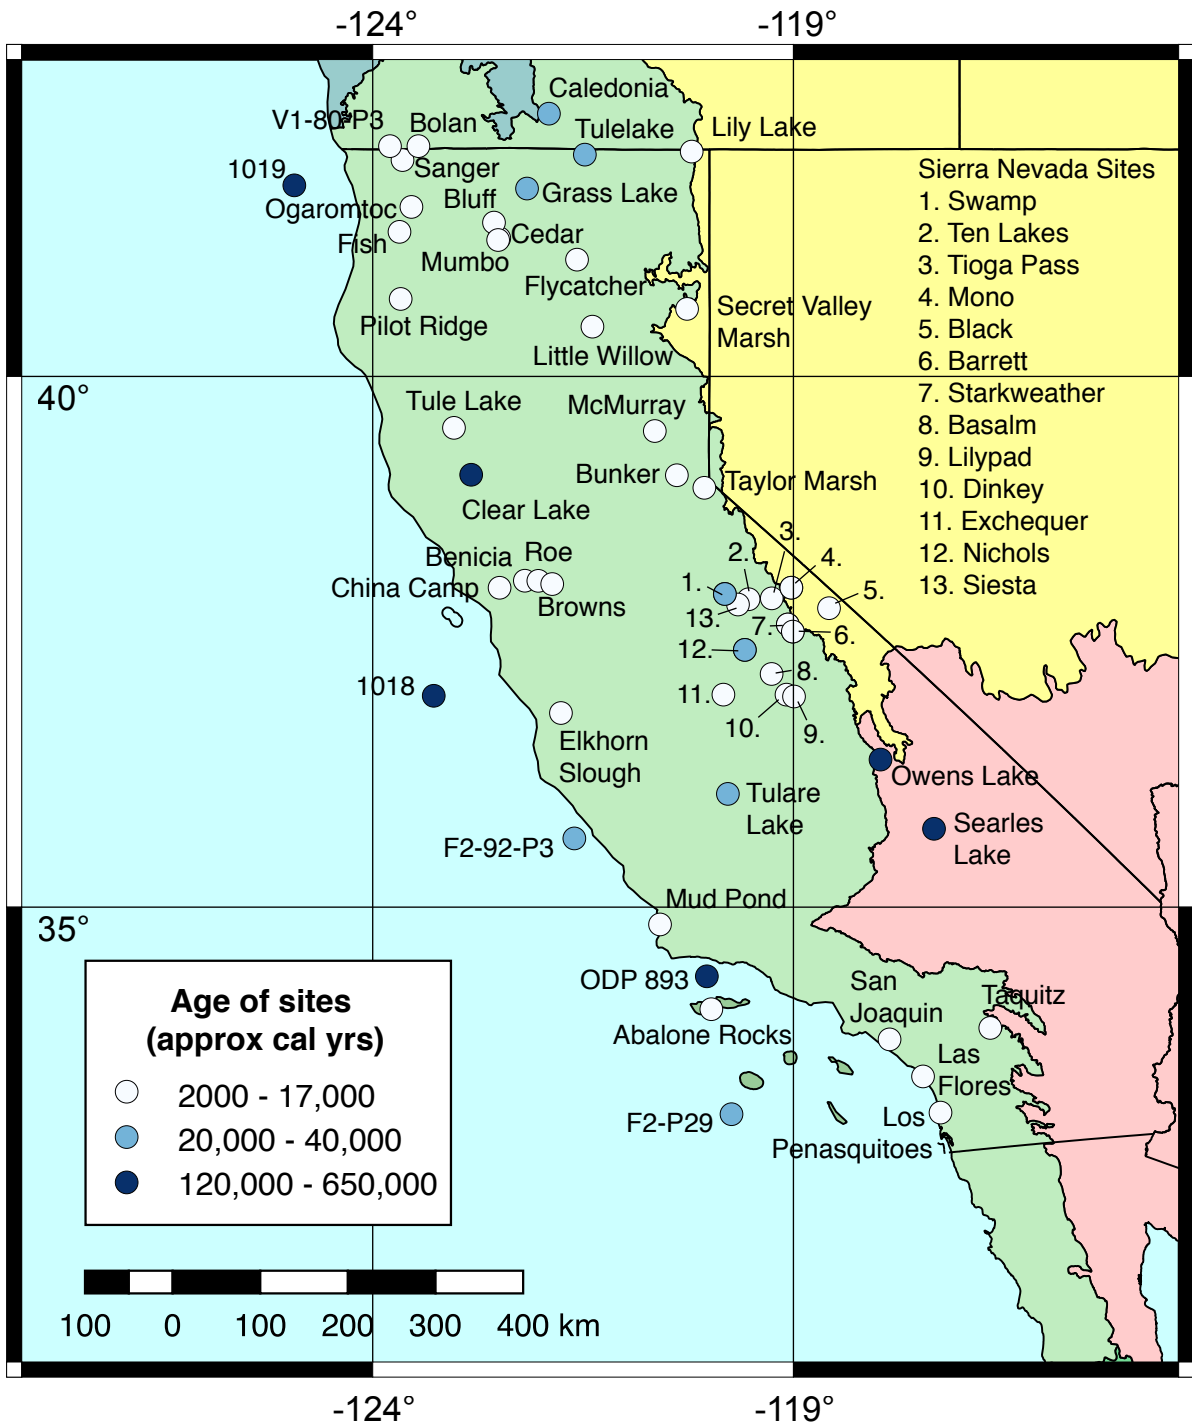 -124°
-119°
Caledonia
V1-80-P3
Bolan
Tulelake
Lily Lake
1019
Sanger
Sierra Nevada Sites
Bluff
Grass Lake
1. Swamp
Ogaromtoc
2. Ten Lakes
Fish
Cedar
3. Tioga Pass
Mumbo
Flycatcher
4. Mono
Secret Valley
Marsh
5. Black
Pilot Ridge
Little Willow
6. Barrett
40°
7. Starkweather
Tule Lake
McMurray
8. Basalm
9. Lilypad
Bunker
Taylor Marsh
10. Dinkey
Clear Lake
11. Exchequer
12. Nichols
13. Siesta
3.
Benicia
Roe
2.
4.
China Camp
Browns
1.
5.
13.
7.
6.
12.
8.
1018
11.
10.
9.
Elkhorn
Slough
Owens Lake
Tulare
Lake
Searles
Lake
F2-92-P3
Mud Pond
35°
ODP 893
San
Joaquin
Taquitz
Abalone Rocks
Las
Flores
F2-P29
Los
Penasquitoes
Age of sites
(approx cal yrs)
2000 - 17,000
20,000 - 40,000
120,000 - 650,000
100 0 100 200 300 400 km
-124°
-119°